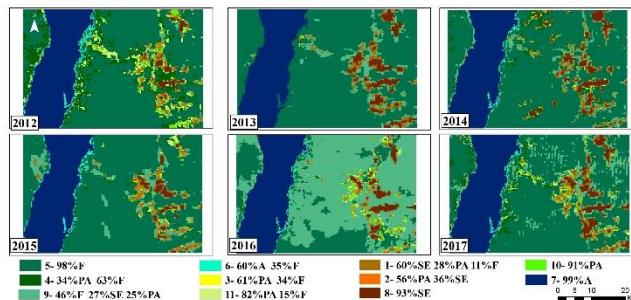 2012
2013
2014
2015
2016
2017
5- 98%F
6- 60%A 35%F
1- 60%SE 28%PA 11%F
10- 91%PA
4- 34%PA 63%F
3- 61%PA 34%F
2- 56%PA 36%SE
7- 99%A
9- 46%F 27%SE 25%PA
11- 82%PA 15%F
8- 93%SE
0 5 10 20